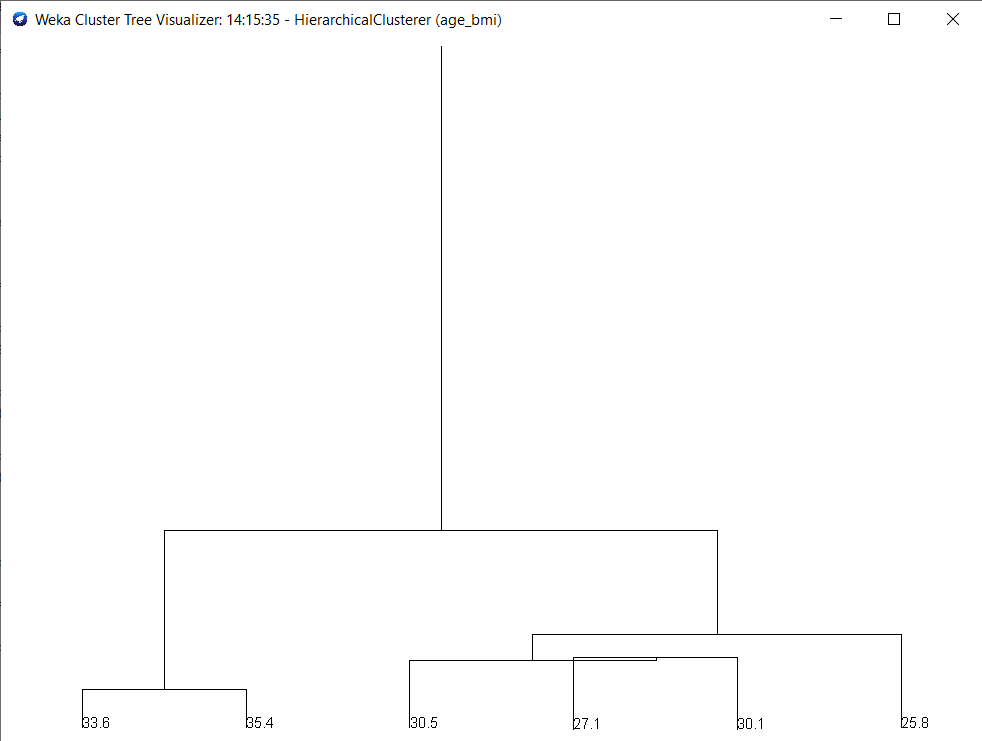 Weka Cluster Tree Visualizer: 14:15:35 - HierarchicalClusterer (age_bmi)
33.6 35.4 30.5 27.1 30.1 25.8